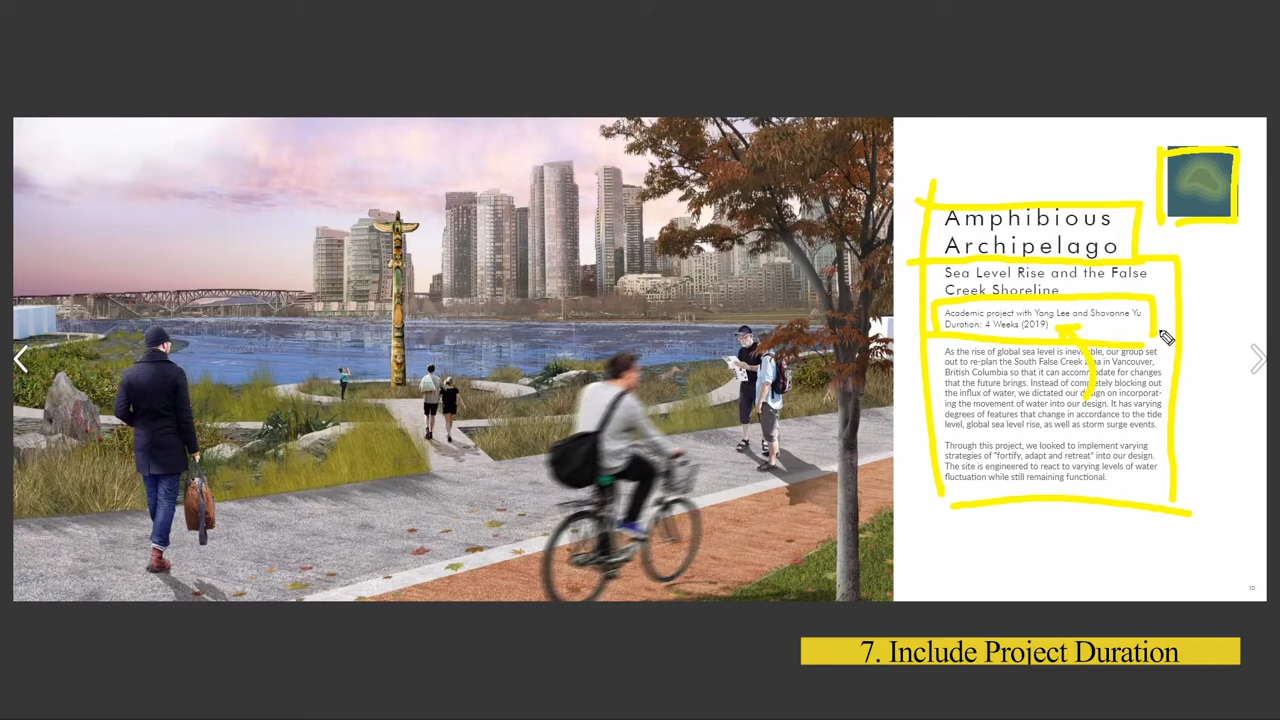 Amphibious
Archipelago
Sea Level Rise and the False
Creek Shoreline
Academic project with Yang Lee and Shavonne Yu
Duration: 4 Weeks (2019)
As the rise of global sea level is inevitable, our group set
out to re-plan the South False Creek area in Vancouver,
British Columbia so that it can accommodate for changes
that the future brings. Instead of completely blocking out
the influx of water, we dictated our design on incorporat-
ing the movement of water into our design. It has varying
degrees of features that change in accordance to the tide
level, global sea level rise, as well as storm surge events.
Through this project, we looked to implement varying
strategies of "fortify, adapt and retreat" into our design.
The site is engineered to react to varying levels of water
fluctuation while still remaining functional.
10
7. Include Project Duration